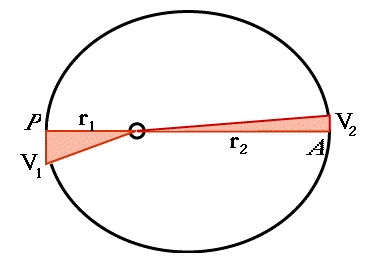 P r₁ V₂
r₂ A
V₁